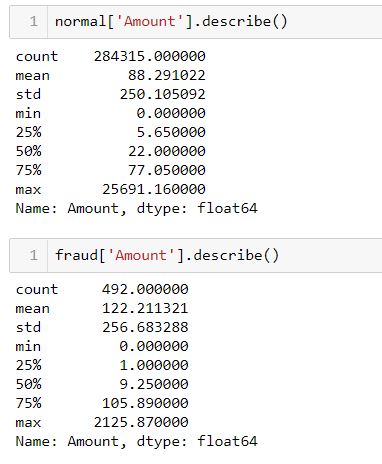 1 normal['Amount'].describe()
count 284315.000000
mean 88.291022
std 250.105092
min 0.000000
25% 5.650000
50% 22.000000
75% 77.050000
max 25691.160000
Name: Amount, dtype: float64
1 fraud['Amount'].describe()
count 492.000000
mean 122.211321
std 256.683288
min 0.000000
25% 1.000000
50% 9.250000
75% 105.890000
max 2125.870000
Name: Amount, dtype: float64